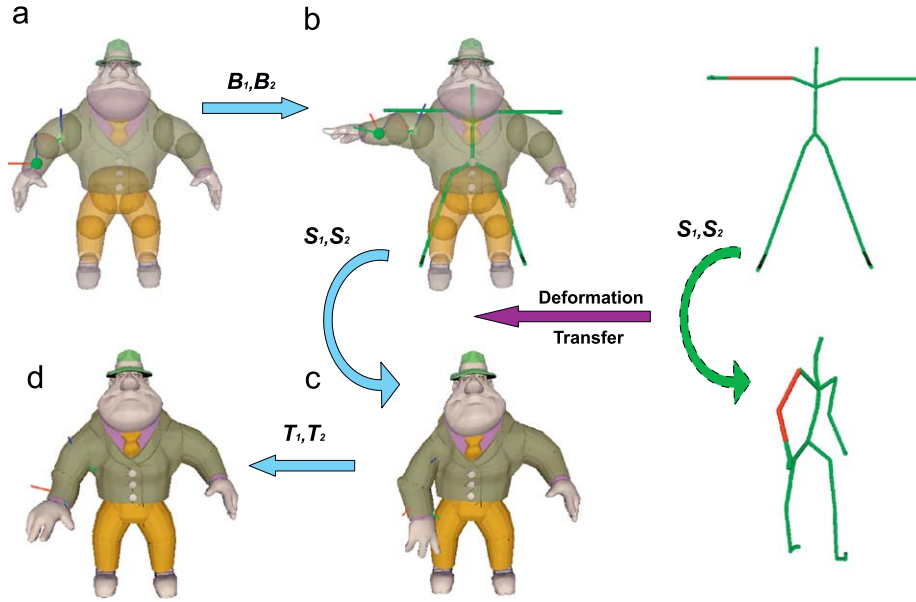 a
b
B1,B2
S1,S2
S1,S2
Deformation
Transfer
d
c
T1,T2